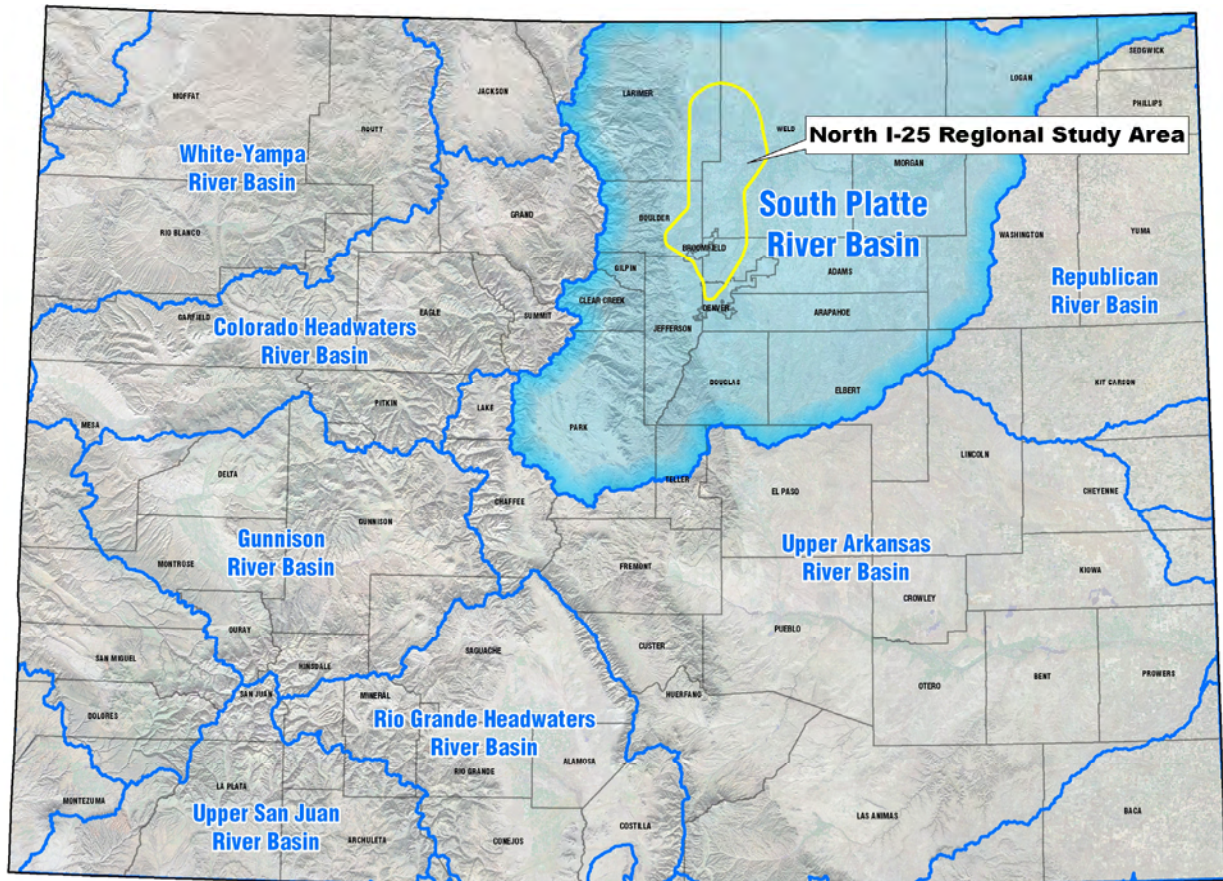 SEDGWICK
LOGAN
PHILLIPS
JACKSON
LARIMER
MOFFAT
ROUTT
WELD
North I-25 Regional Study Area
White-Yampa
River Basin
MORGAN
South Platte
River Basin
GRAND
BOULDER
RIO BLANCO
WASHINGTON
YUMA
BROOMFIELD
GILPIN
ADAMS
Republican
River Basin
CLEAR CREEK
DENVER
GARFIELD
EAGLE
SUMMIT
ARAPAHOE
Colorado Headwaters
River Basin
JEFFERSON
DOUGLAS
ELBERT
KIT CARSON
PITKIN
LAKE
MESA
PARK
LINCOLN
DELTA
TELLER
EL PASO
CHEYENNE
CHAFFEE
GUNNISON
Gunnison
River Basin
Upper Arkansas
River Basin
MONTROSE
FREMONT
KIOWA
CROWLEY
OURAY
PUEBLO
SAN MIGUEL
HINSDALE
SAGUACHE
CUSTER
OTERO
BENT
PROWERS
SAN JUAN
MINERAL
HUERFANO
DOLORES
Rio Grande Headwaters
River Basin
ALAMOSA
RIO GRANDE
LA PLATA
MONTEZUMA
Upper San Juan
River Basin
ARCHULETA
CONEJOS
COSTILLA
LAS ANIMAS
BACA